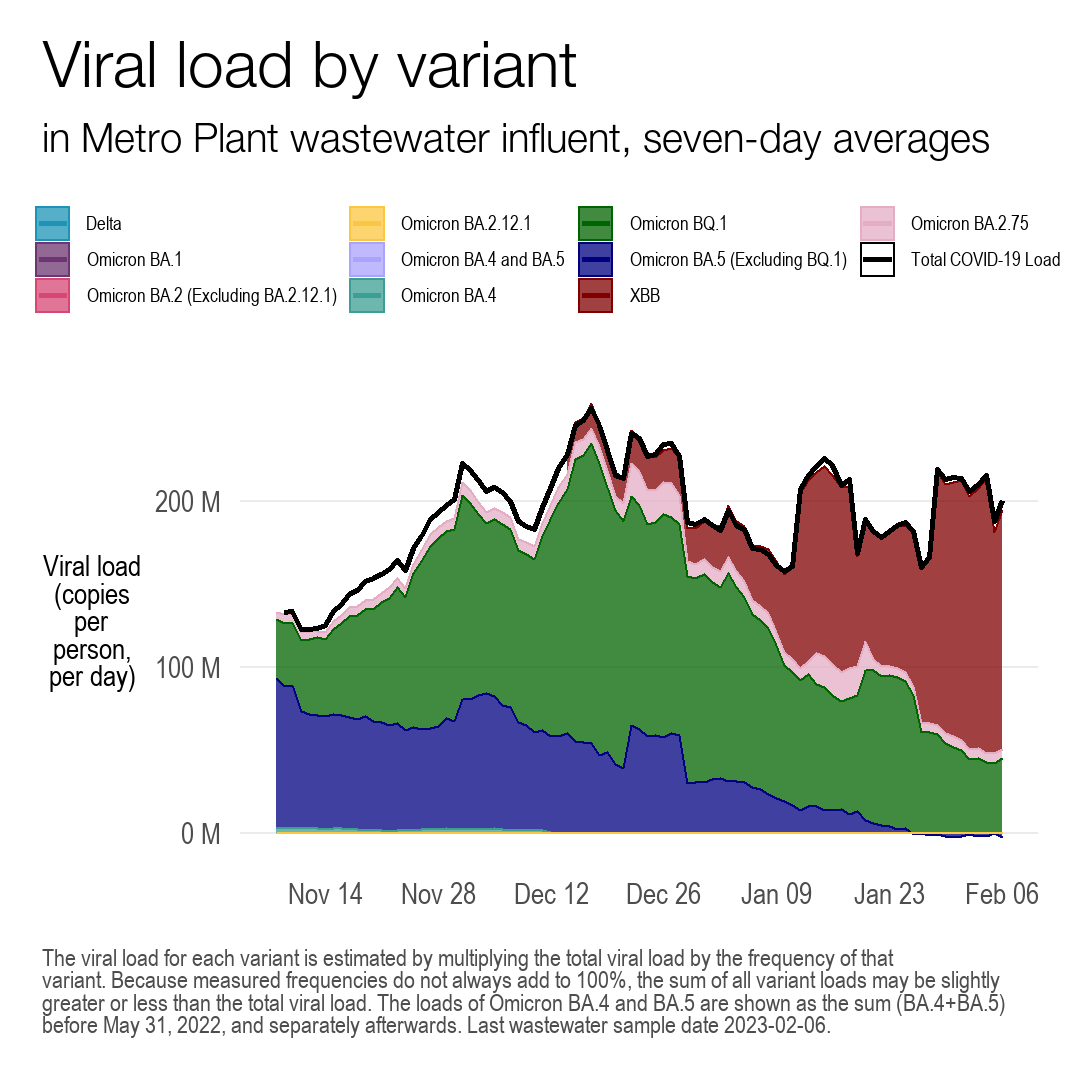 Viral load by variant
in Metro Plant wastewater influent, seven-day averages
Delta
Omicron BA.2.12.1
Omicron BQ.1
Omicron BA.2.75
Omicron BA.1
Omicron BA.4 and BA.5
Omicron BA.5 (Excluding BQ.1)
Total COVID-19 Load
Omicron BA.2 (Excluding BA.2.12.1)
Omicron BA.4
XBB
200 M
Viral load
(copies
per
person,
per day)
100 M
0 M
Nov 14
Nov 28
Dec 12
Dec 26
Jan 09
Jan 23
Feb 06
The viral load for each variant is estimated by multiplying the total viral load by the frequency of that
variant. Because measured frequencies do not always add to 100%, the sum of all variant loads may be slightly
greater or less than the total viral load. The loads of Omicron BA.4 and BA.5 are shown as the sum (BA.4+BA.5)
before May 31, 2022, and separately afterwards. Last wastewater sample date 2023-02-06.